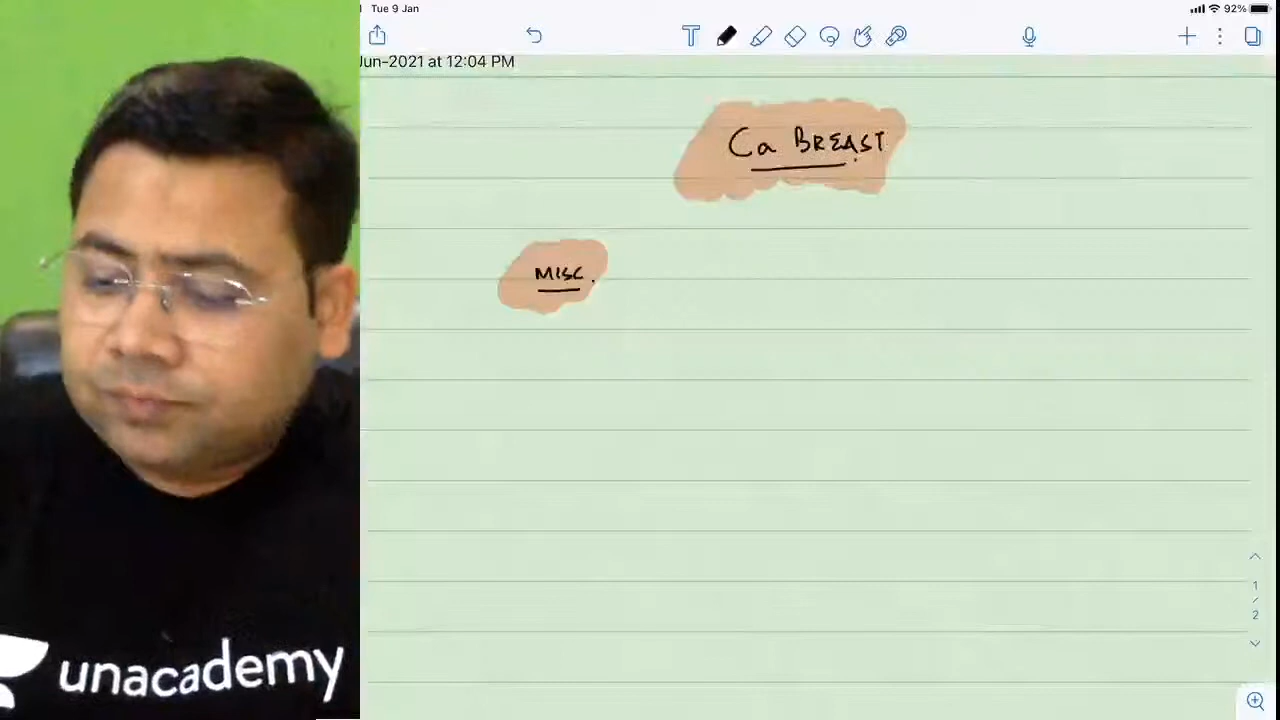 Tue 9 Jan
92%
Jun-2021 at 12:04 PM
Ca BREAST
MISC.
1
2
unacademy